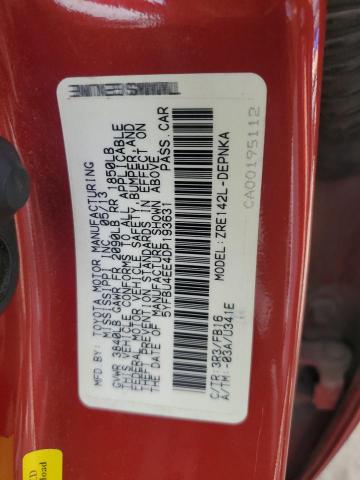 MFD. BY: TOYOTA MOTOR MANUFACTURING
MISSISSIPPI INC. 05/13
GVWR 3840LB GAWR FR 2090LB RR 1850LB
THIS VEHICLE CONFORMS TO ALL APPLICABLE
FEDERAL MOTOR VEHICLE SAFETY, BUMPER, AND
THEFT PREVENTION STANDARDS IN EFFECT ON
THE DATE OF MANUFACTURE SHOWN ABOVE
5YFBU4EE4DP193631 PASS.CAR
MODEL: ZRE142L-DEPNKA
C/TR:3R3/FB16
A/TM:-03A/U341E
CA00195112
oad